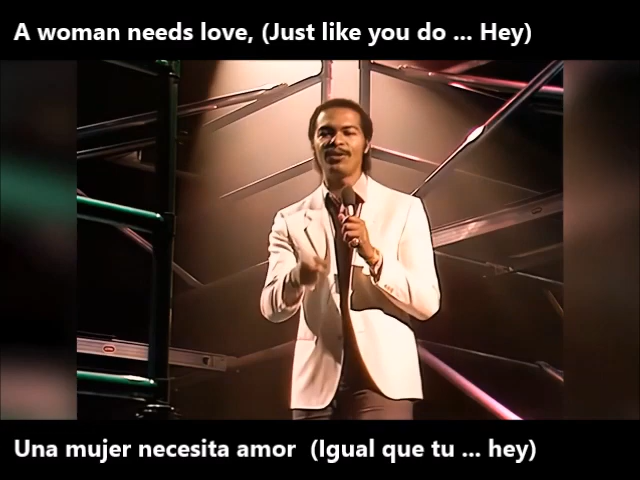 A woman needs love, (Just like you do ... Hey)
Una mujer necesita amor  (Igual que tu ... hey)